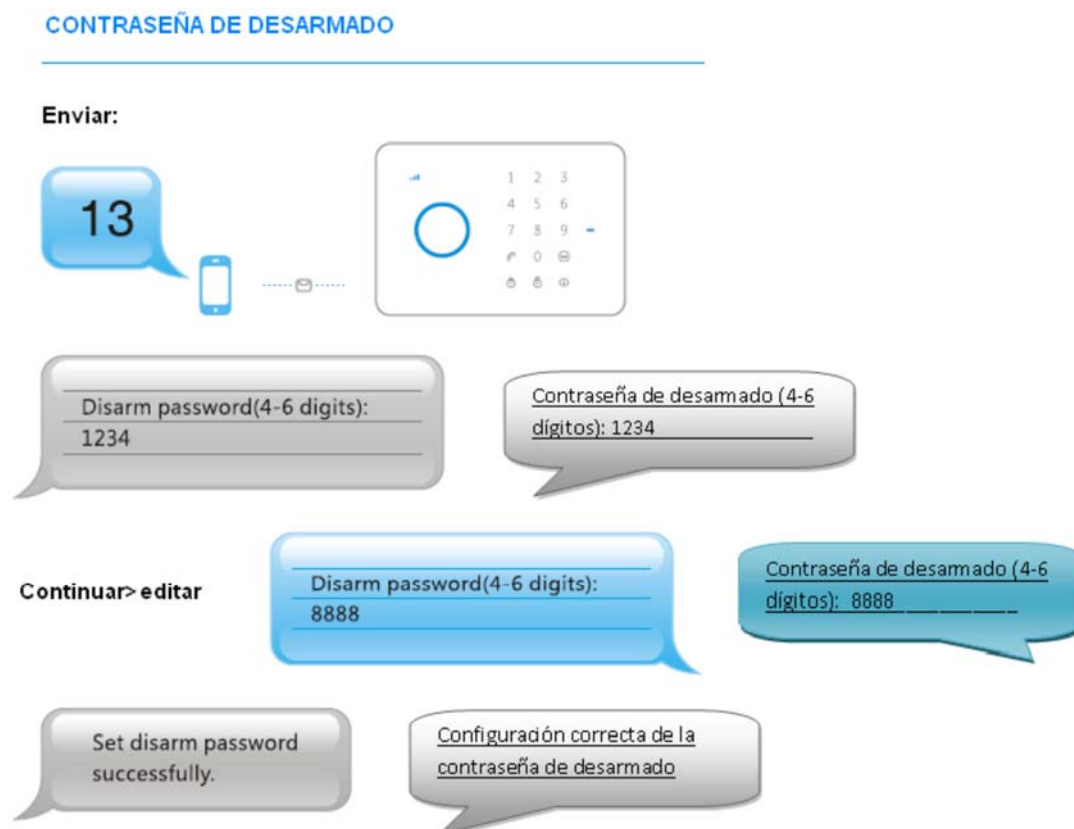 CONTRASEÑA DE DESARMADO
Enviar:
13
1 2 3
4 5 6
7 8 9
0
Disarm password(4-6 digits):
1234
Contraseña de desarmado (4-6
dígitos): 1234
Continuar> editar
Disarm password(4-6 digits):
8888
Contraseña de desarmado (4-6
dígitos): 8888
Set disarm password
successfully.
Configuración correcta de la
contraseña de desarmado